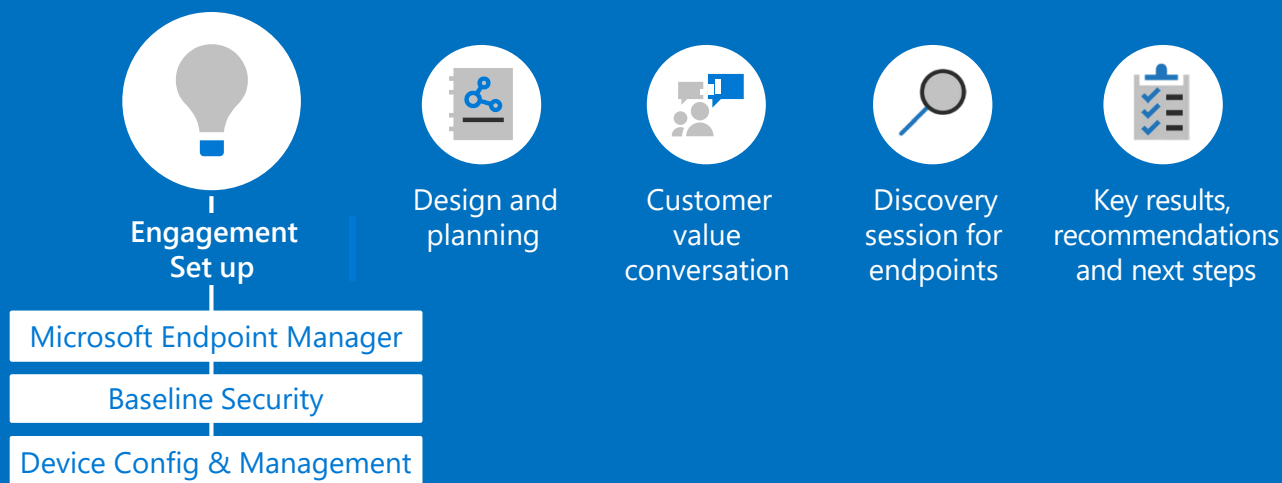 Engagement
Set up
Design and
planning
Customer
value
conversation
Discovery
session for
endpoints
Key results,
recommendations
and next steps
Microsoft Endpoint Manager
Baseline Security
Device Config & Management